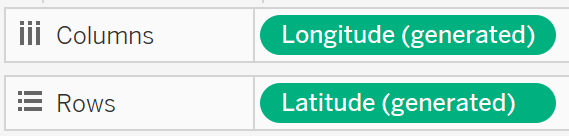 Columns Longitude (generated)
Rows Latitude (generated)